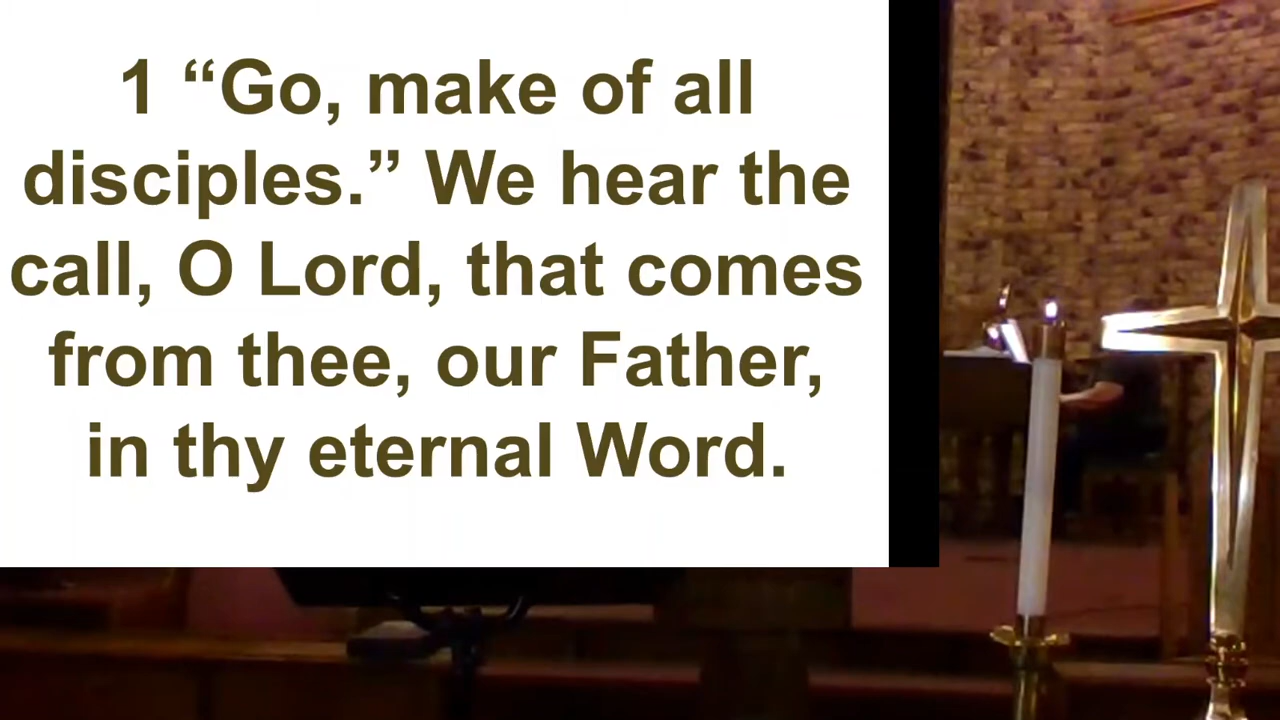 1 “Go, make of all
disciples.” We hear the
call, O Lord, that comes
from thee, our Father,
in thy eternal Word.